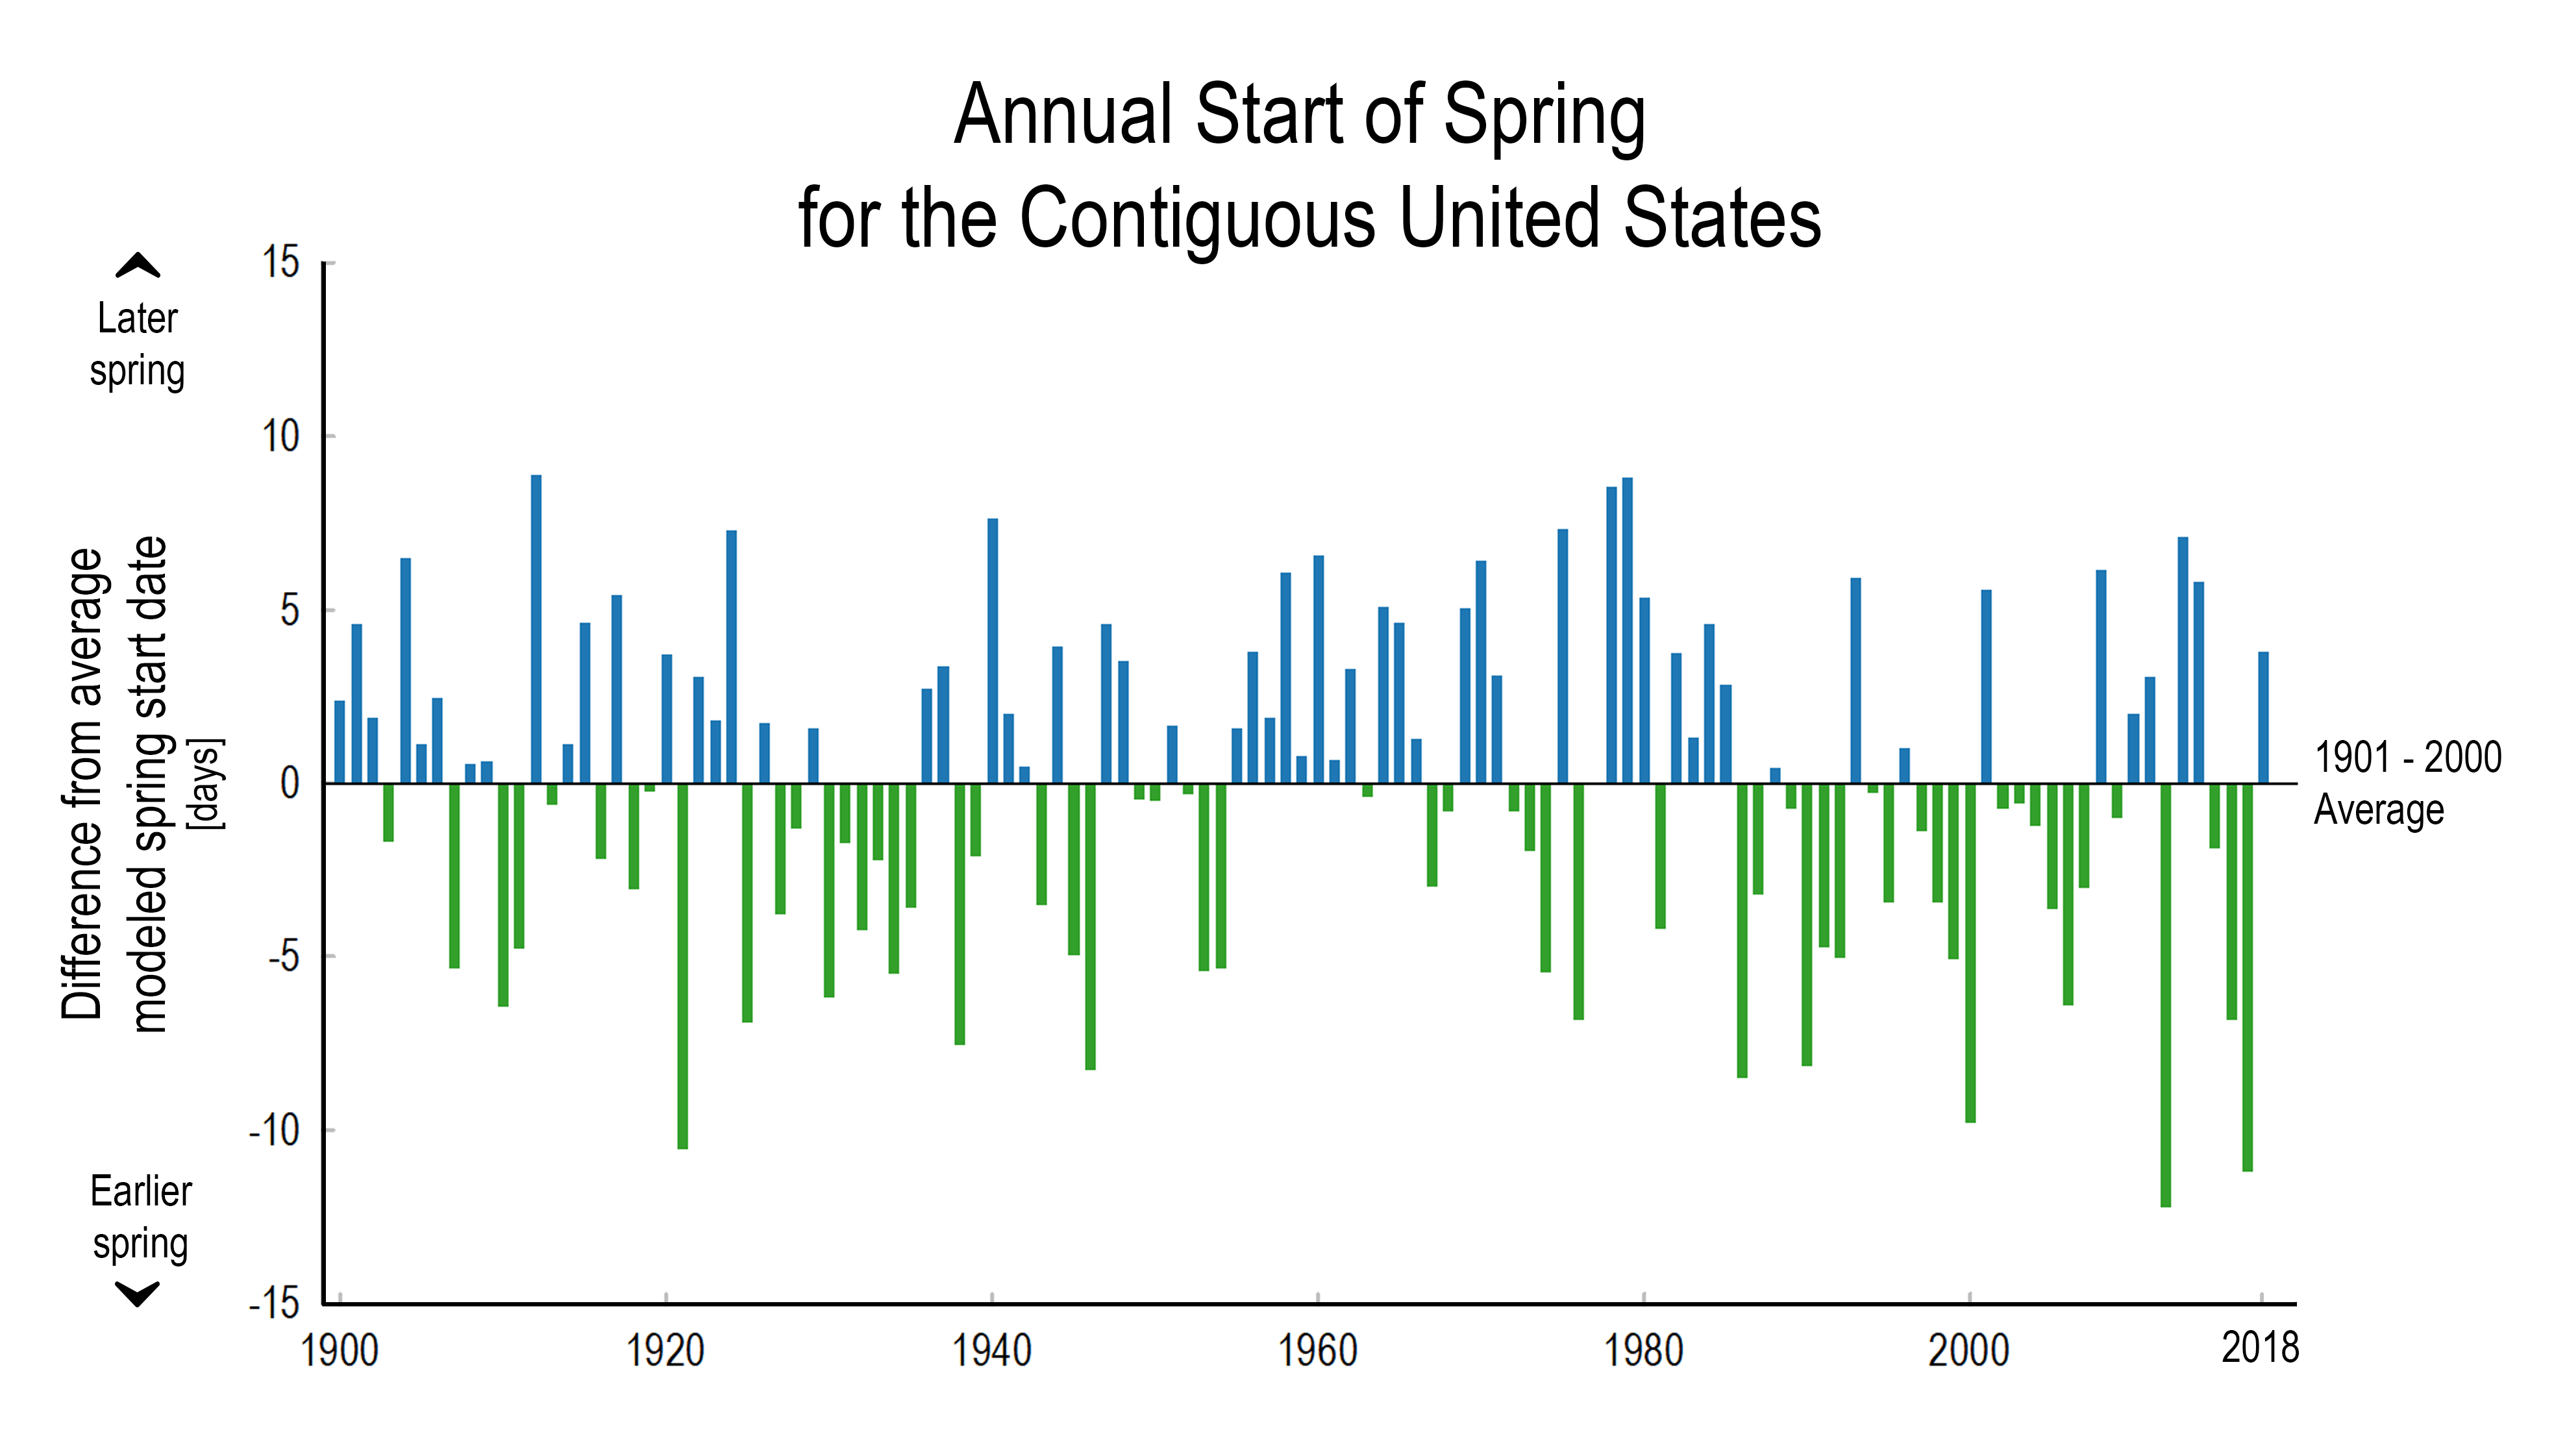 Annual Start of Spring
for the Contiguous United States
Later
spring
Difference from average
modeled spring start date
[days]
Earlier
spring
15
10
5
0
-5
-10
-15
1901 - 2000
Average
1900
1920
1940
1960
1980
2000
2018